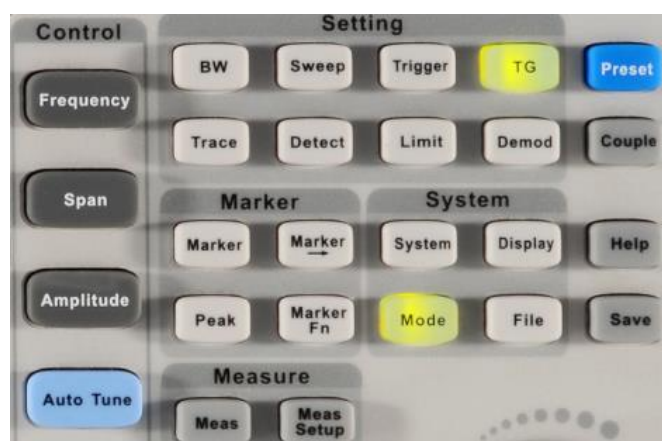 Control
Frequency
Span
Amplitude
Auto Tune
Setting
BW
Sweep
Trigger
TG
Trace
Detect
Limit
Demod
Marker
Marker
Marker
Peak
Marker
Fn
System
System
Display
Mode
File
Measure
Meas
Meas
Setup
Preset
Couple
Help
Save